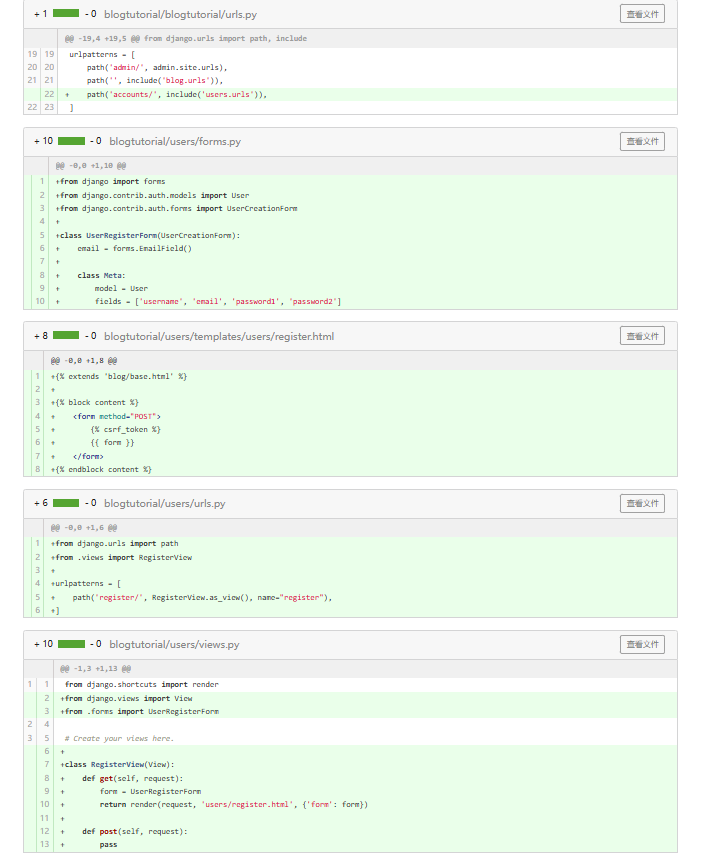 + 1 - 0 blogtutorial/blogtutorial/urls.py 查看文件
@@ -19,4 +19,5 @@ from django.urls import path, include
19 19 urlpatterns = [
20 20 path('admin/', admin.site.urls),
21 21 path('', include('blog.urls')),
22 + path('accounts/', include('users.urls')),
22 23 ]
+ 10 - 0 blogtutorial/users/forms.py 查看文件
@@ -0,0 +1,10 @@
1 +from django import forms
2 +from django.contrib.auth.models import User
3 +from django.contrib.auth.forms import UserCreationForm
4 +
5 +class UserRegisterForm(UserCreationForm):
6 + email = forms.EmailField()
7 +
8 + class Meta:
9 + model = User
10 + fields = ['username', 'email', 'password1', 'password2']
+ 8 - 0 blogtutorial/users/templates/users/register.html 查看文件
@@ -0,0 +1,8 @@
1 +{% extends 'blog/base.html' %}
2 +
3 +{% block content %}
4 + <form method="POST">
5 + {% csrf_token %}
6 + {{ form }}
7 + </form>
8 +{% endblock content %}
+ 6 - 0 blogtutorial/users/urls.py 查看文件
@@ -0,0 +1,6 @@
1 +from django.urls import path
2 +from .views import RegisterView
3 +
4 +urlpatterns = [
5 + path('register/', RegisterView.as_view(), name="register"),
6 +]
+ 10 - 0 blogtutorial/users/views.py 查看文件
@@ -1,3 +1,13 @@
1 1 from django.shortcuts import render
2 +from django.views import View
3 +from .forms import UserRegisterForm
2 4
3 5 # Create your views here.
6 +
7 +class RegisterView(View):
8 + def get(self, request):
9 + form = UserRegisterForm
10 + return render(request, 'users/register.html', {'form': form})
11 +
12 + def post(self, request):
13 + pass